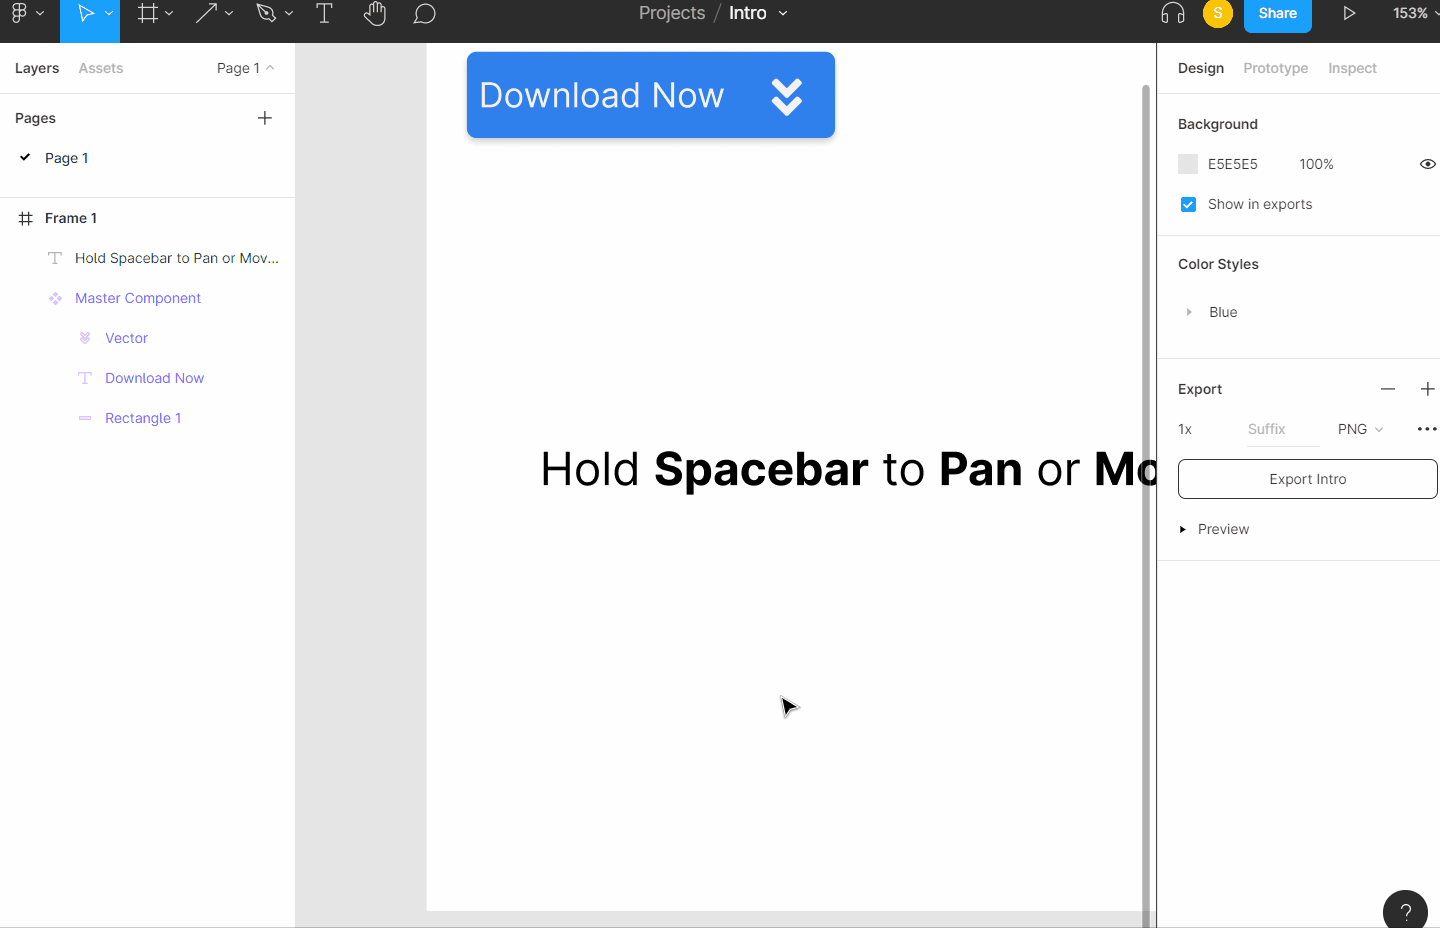 Projects / Intro
S
Share
153%
Layers Assets Page 1
Pages
Page 1
Frame 1
Hold Spacebar to Pan or Mov...
Master Component
Vector
Download Now
Rectangle 1
Download Now
Hold Spacebar to Pan or Mo
Design Prototype Inspect
Background
E5E5E5 100%
Show in exports
Color Styles
Blue
Export
1x Suffix PNG
Export Intro
Preview
?